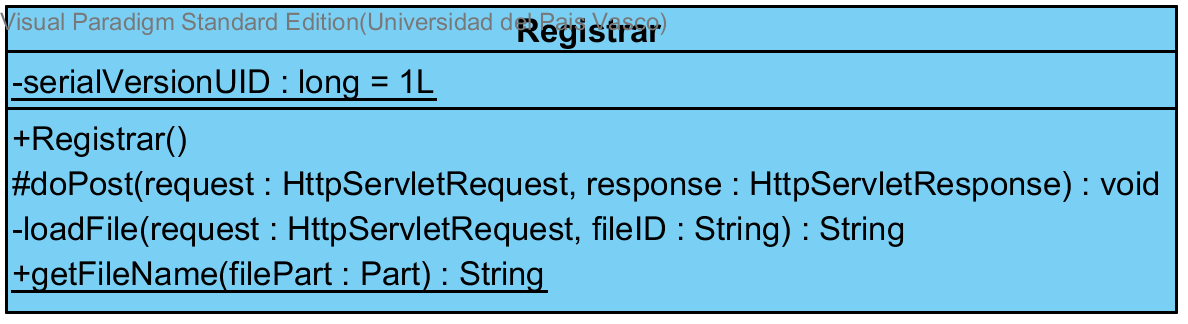 Visual Paradigm Standard Edition(Universidad del Pais Vasco)
Registrar
-serialVersionUID : long = 1L
+Registrar()
#doPost(request : HttpServletRequest, response : HttpServletResponse) : void
-loadFile(request : HttpServletRequest, fileID : String) : String
+getFileName(filePart : Part) : String